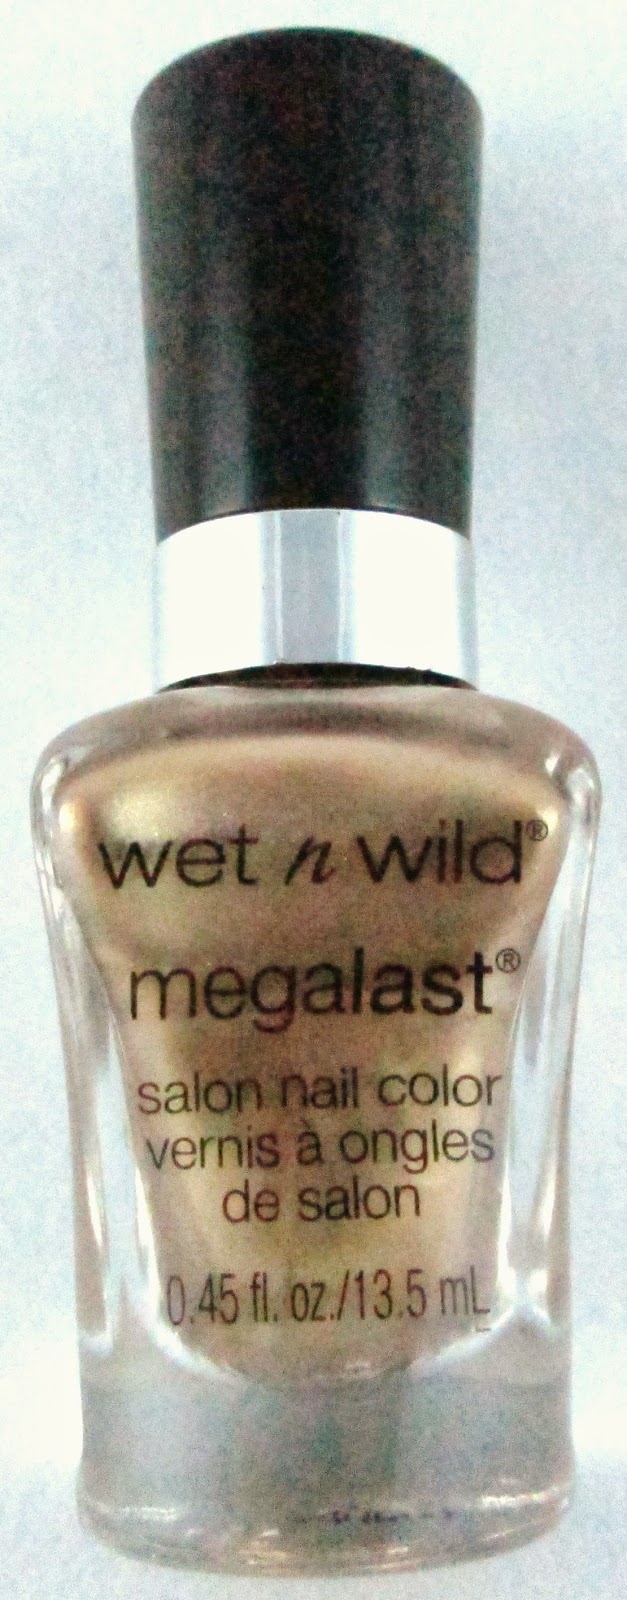 wet n wild®
megalast®
salon nail color
vernis à ongles
de salon
0.45 fl. oz./13.5 mL